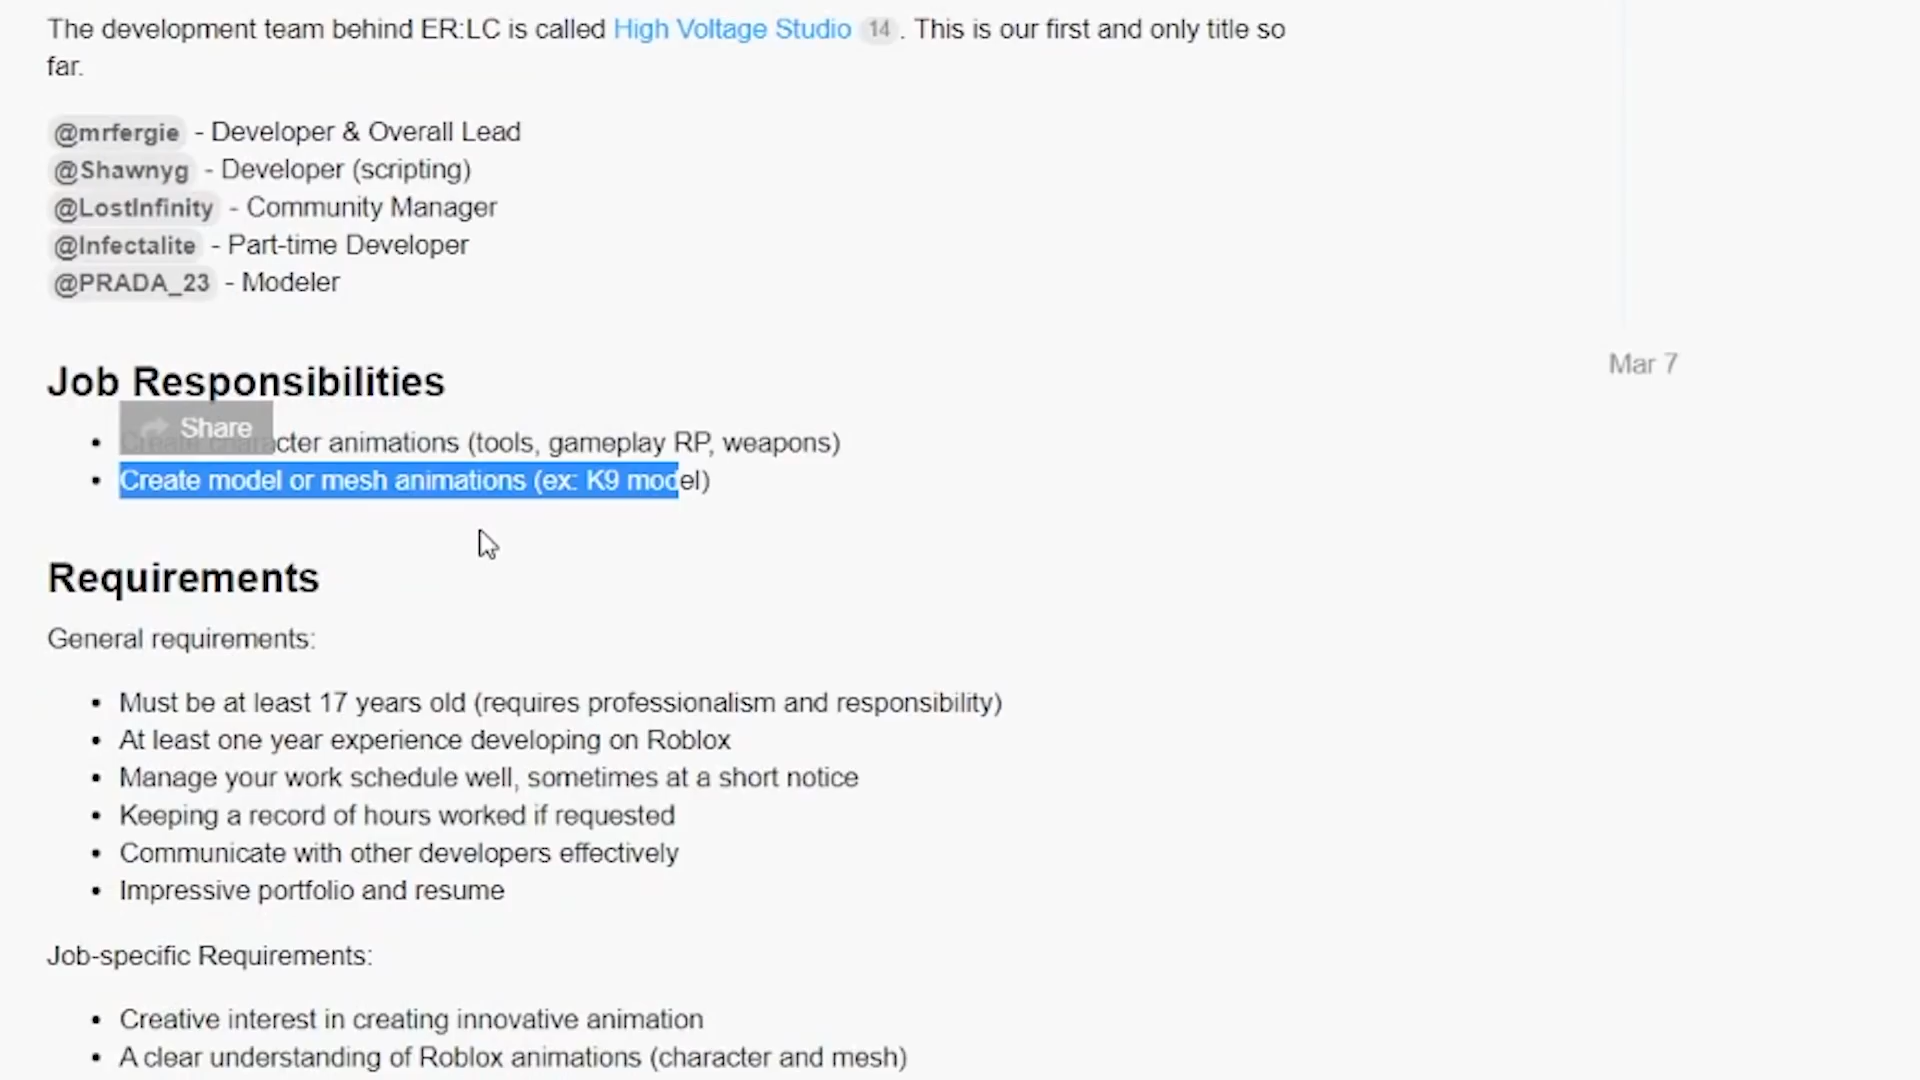 The development team behind ER:LC is called High Voltage Studio 14 . This is our first and only title so
far.
@mrfergie - Developer & Overall Lead
@Shawnyg - Developer (scripting)
@LostInfinity - Community Manager
@Infectalite - Part-time Developer
@PRADA_23 - Modeler
Mar 7
Job Responsibilities
Share
• Create character animations (tools, gameplay RP, weapons)
• Create model or mesh animations (ex: K9 model)
Requirements
General requirements:
• Must be at least 17 years old (requires professionalism and responsibility)
• At least one year experience developing on Roblox
• Manage your work schedule well, sometimes at a short notice
• Keeping a record of hours worked if requested
• Communicate with other developers effectively
• Impressive portfolio and resume
Job-specific Requirements:
• Creative interest in creating innovative animation
• A clear understanding of Roblox animations (character and mesh)